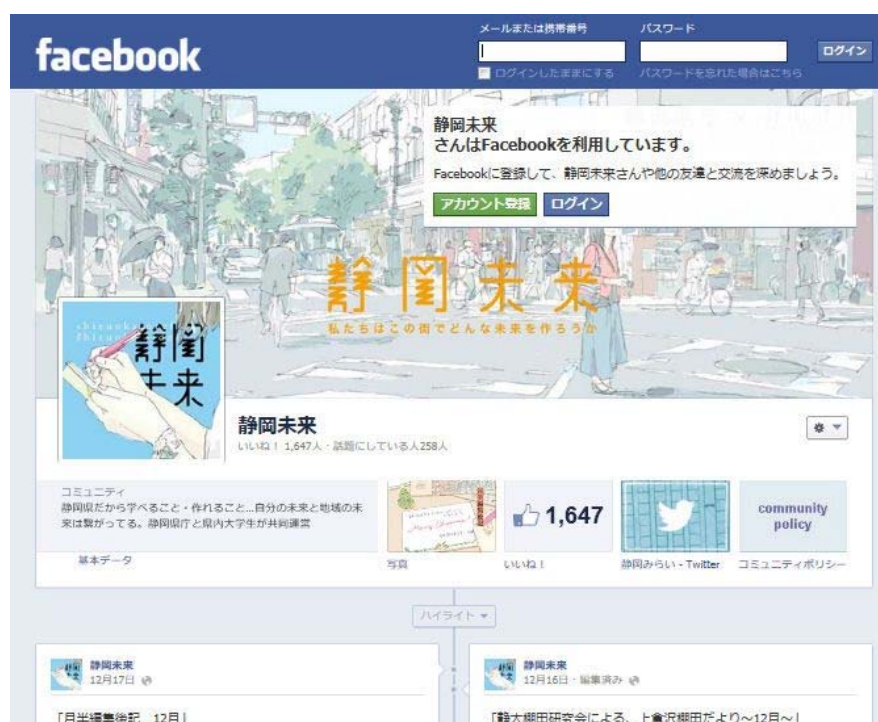 facebook
メールまたは携帯番号
パスワード
ログイン
ログインしたままにする
パスワードを忘れた場合はこちら
静岡未来
さんはFacebookを利用しています。
Facebookに登録して、静岡未来さんや他の友達と交流を深めましょう。
アカウント登録
ログイン
静岡未来
私たちはこの街でどんな未来を作ろうか
静岡未来
静岡未来
いいね！ 1,647人・話題にしている人258人
コミュニティ
静岡県だから学べること・作れること...自分の未来と地域の未
来は繋がってる。静岡県庁と県内大学生が共同運営
基本データ
写真
1,647
いいね！
静岡みらい - Twitter
community
policy
コミュニティポリシー
ハイライト
静岡未来
12月17日
「月半編集後記 12月」
静岡未来
12月16日・編集済み
「静大棚田研究会による、上倉沢棚田だより～12月～」